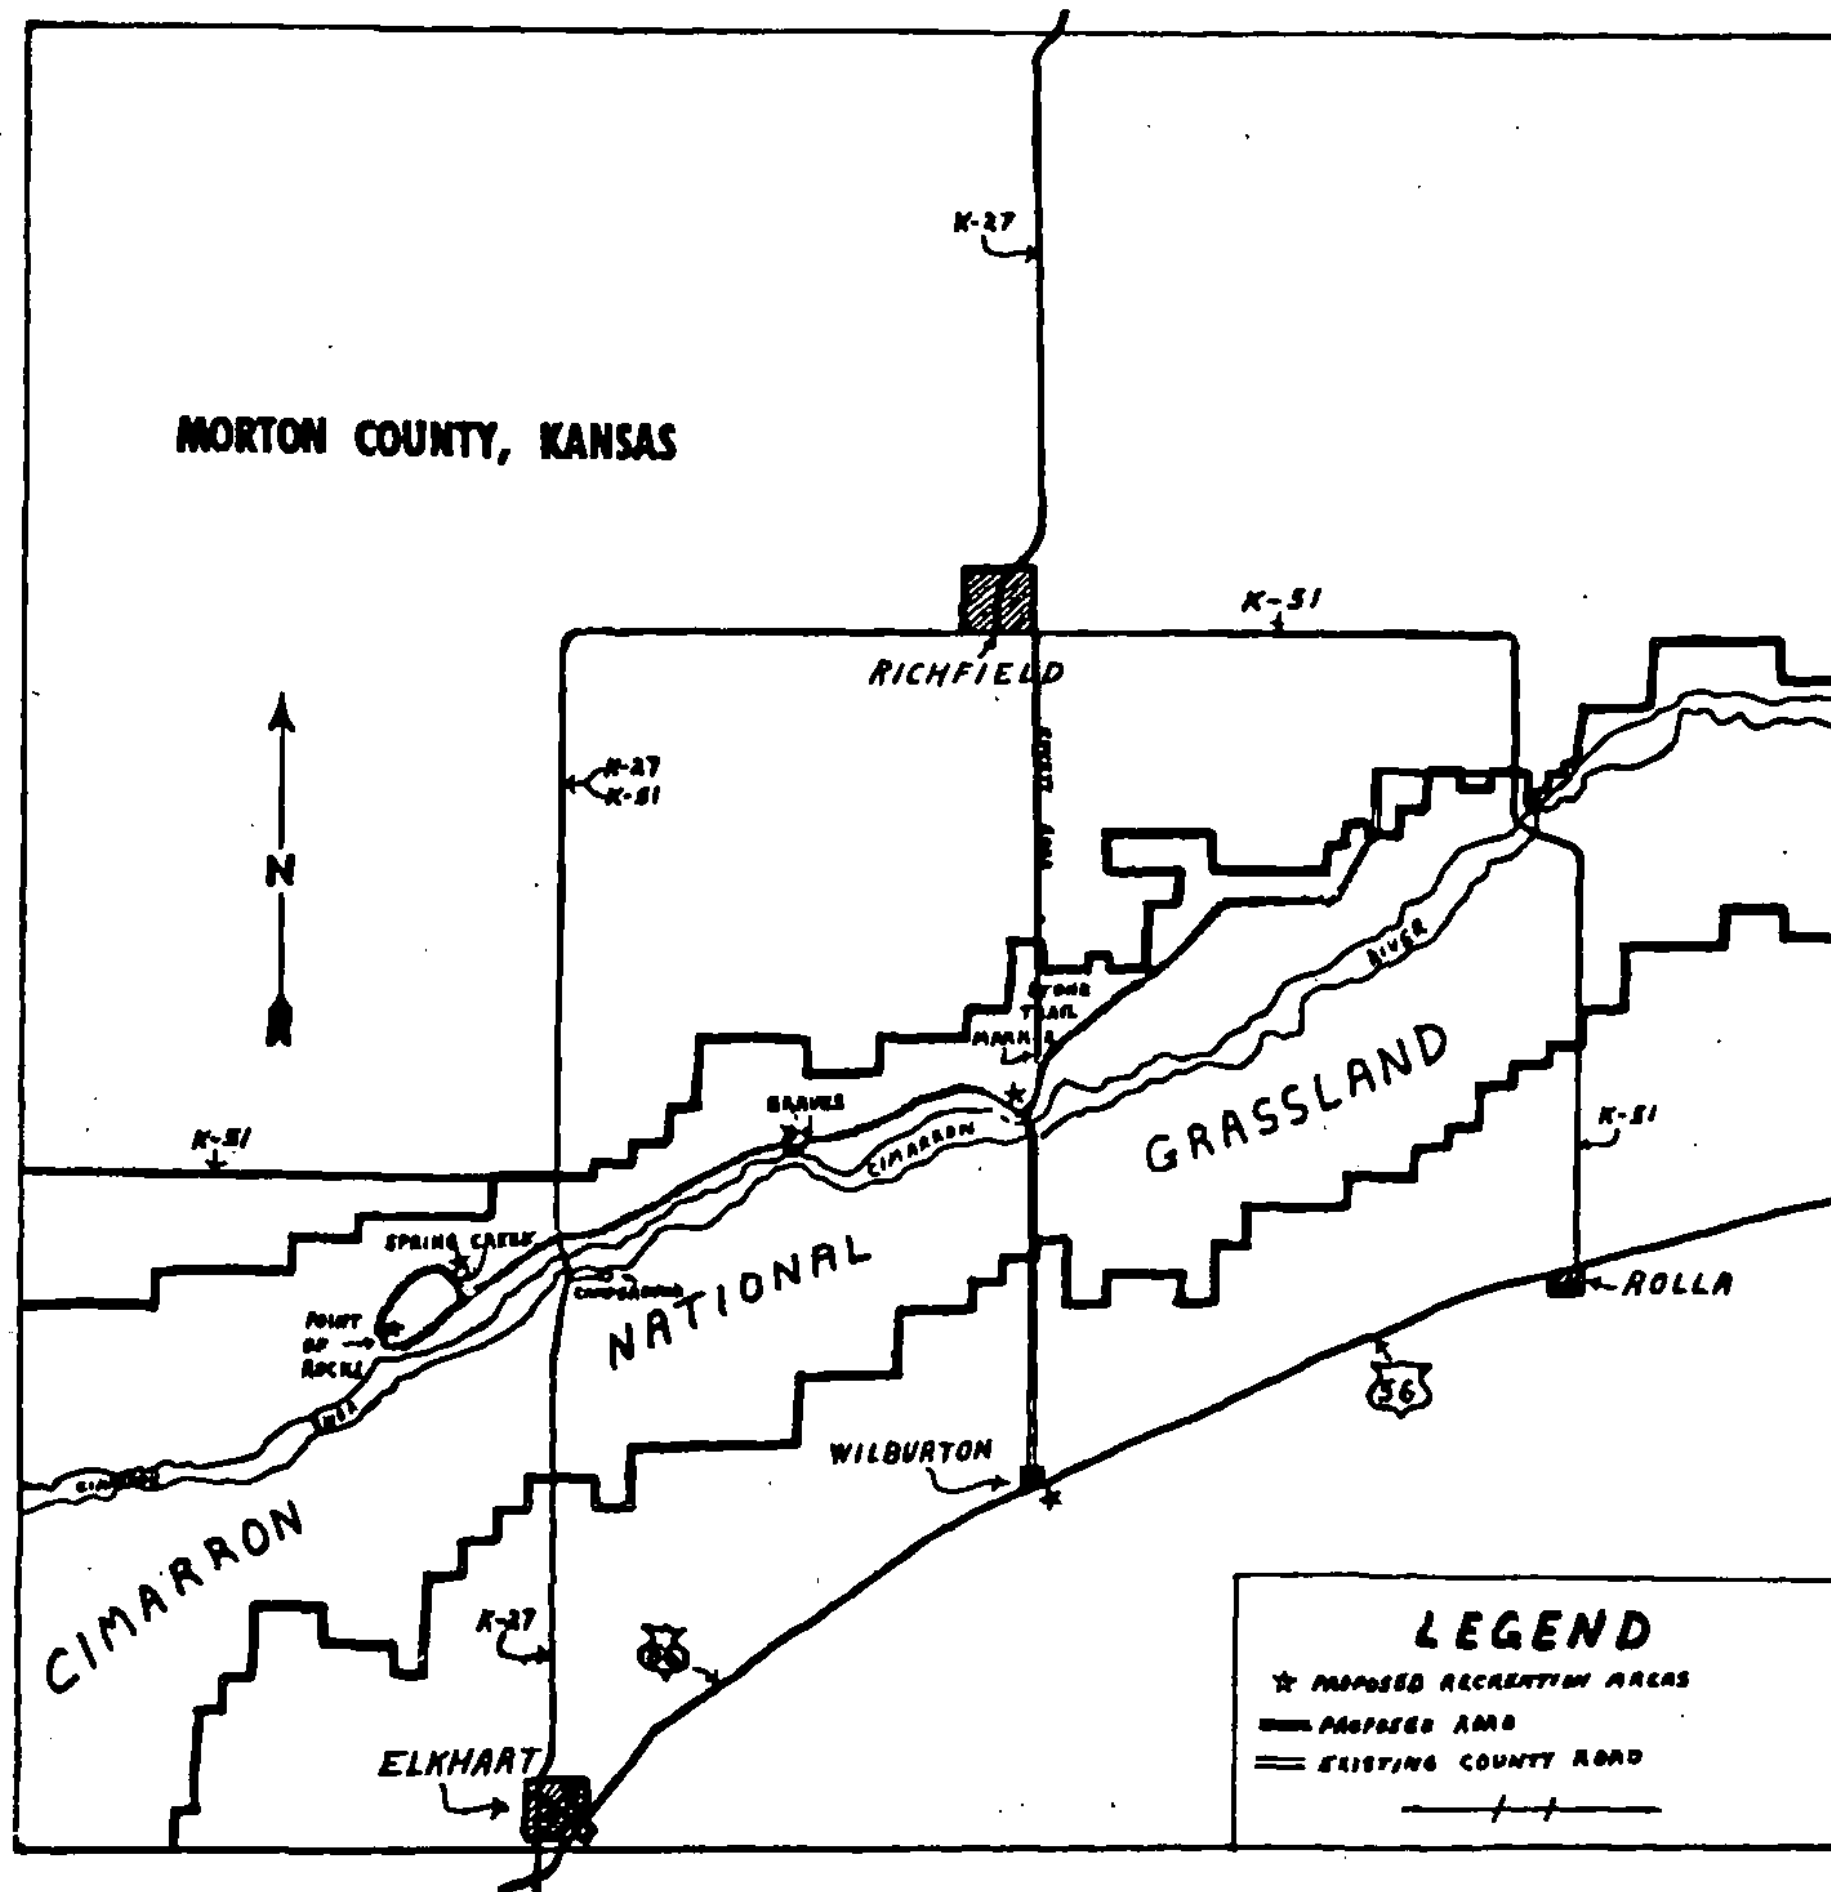 K-27
MORTON COUNTY, KANSAS
K-51
RICHFIELD
K-27
K-51
COUNTY
ROAD
N
RIVER
STONE
TRAIL
MARKER
GRASSLAND
GRAVES
CIMARRON
K-51
K-51
SPRING CREEK
CAMPGROUND
NATIONAL
POINT
OF
ROCKS
ROLLA
56
WILBURTON
CIMARRON
K-27
ELKHART
LEGEND
PROPOSED RECREATION AREAS
PROPOSED ROAD
EXISTING COUNTY ROAD